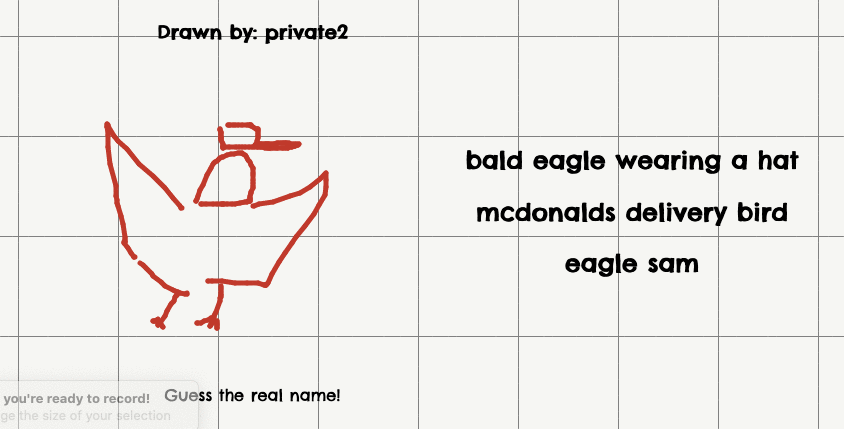 Drawn by: private2
bald eagle wearing a hat
mcdonalds delivery bird
eagle sam
Guess the real name!
you're ready to record!
ge the size of your selection